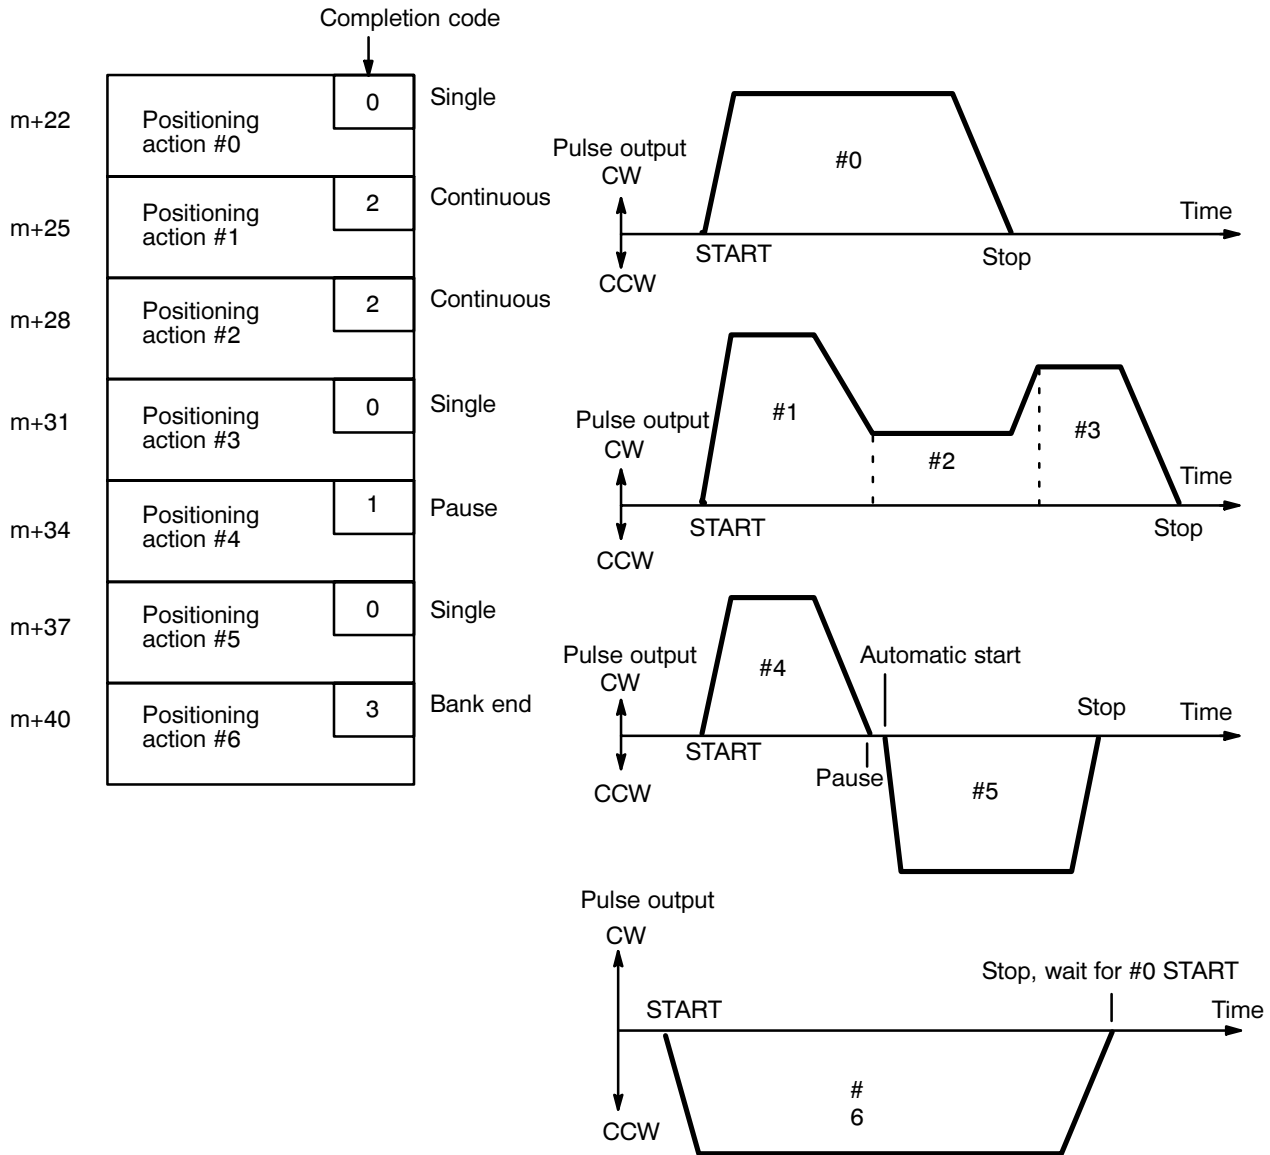 Completion code
m+22
Positioning
action #0
0
Single
m+25
Positioning
action #1
2
Continuous
m+28
Positioning
action #2
2
Continuous
m+31
Positioning
action #3
0
Single
m+34
Positioning
action #4
1
Pause
m+37
Positioning
action #5
0
Single
m+40
Positioning
action #6
3
Bank end
Pulse output
CW
CCW
#0
START
Stop
Time
Pulse output
CW
CCW
#1
#2
#3
START
Stop
Time
Pulse output
CW
CCW
#4
Automatic start
START
Pause
#5
Stop
Time
Pulse output
CW
CCW
START
Stop, wait for #0 START
Time
#
6